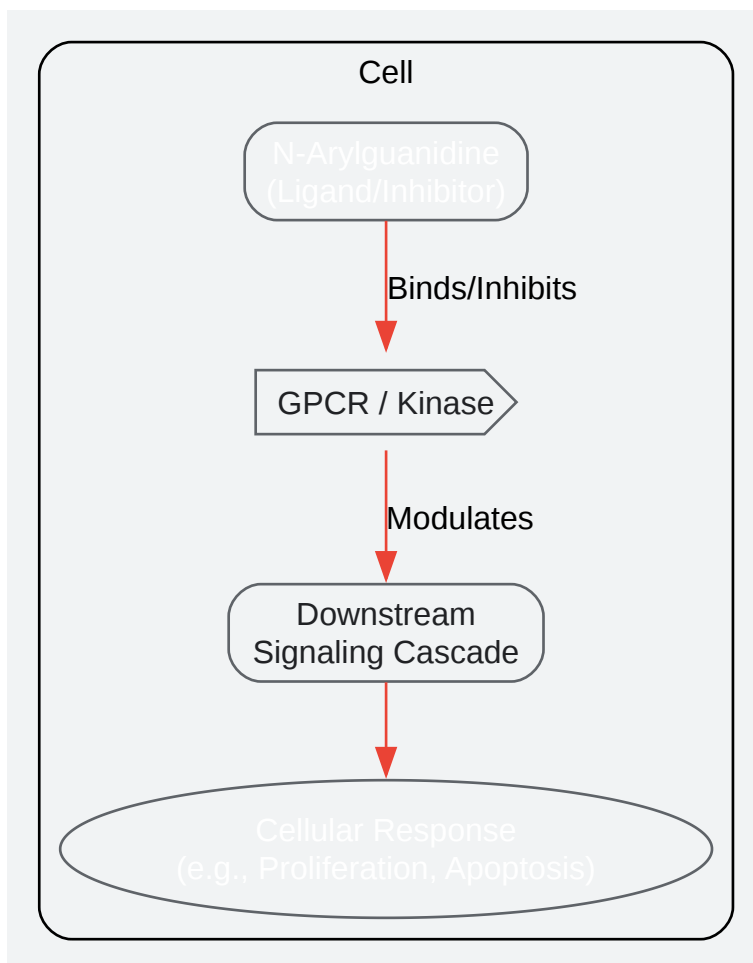 Cell
N-Arylguanidine
(Ligand/Inhibitor)
Binds/Inhibits
GPCR / Kinase
Modulates
Downstream
Signaling Cascade
Cellular Response
(e.g., Proliferation, Apoptosis)